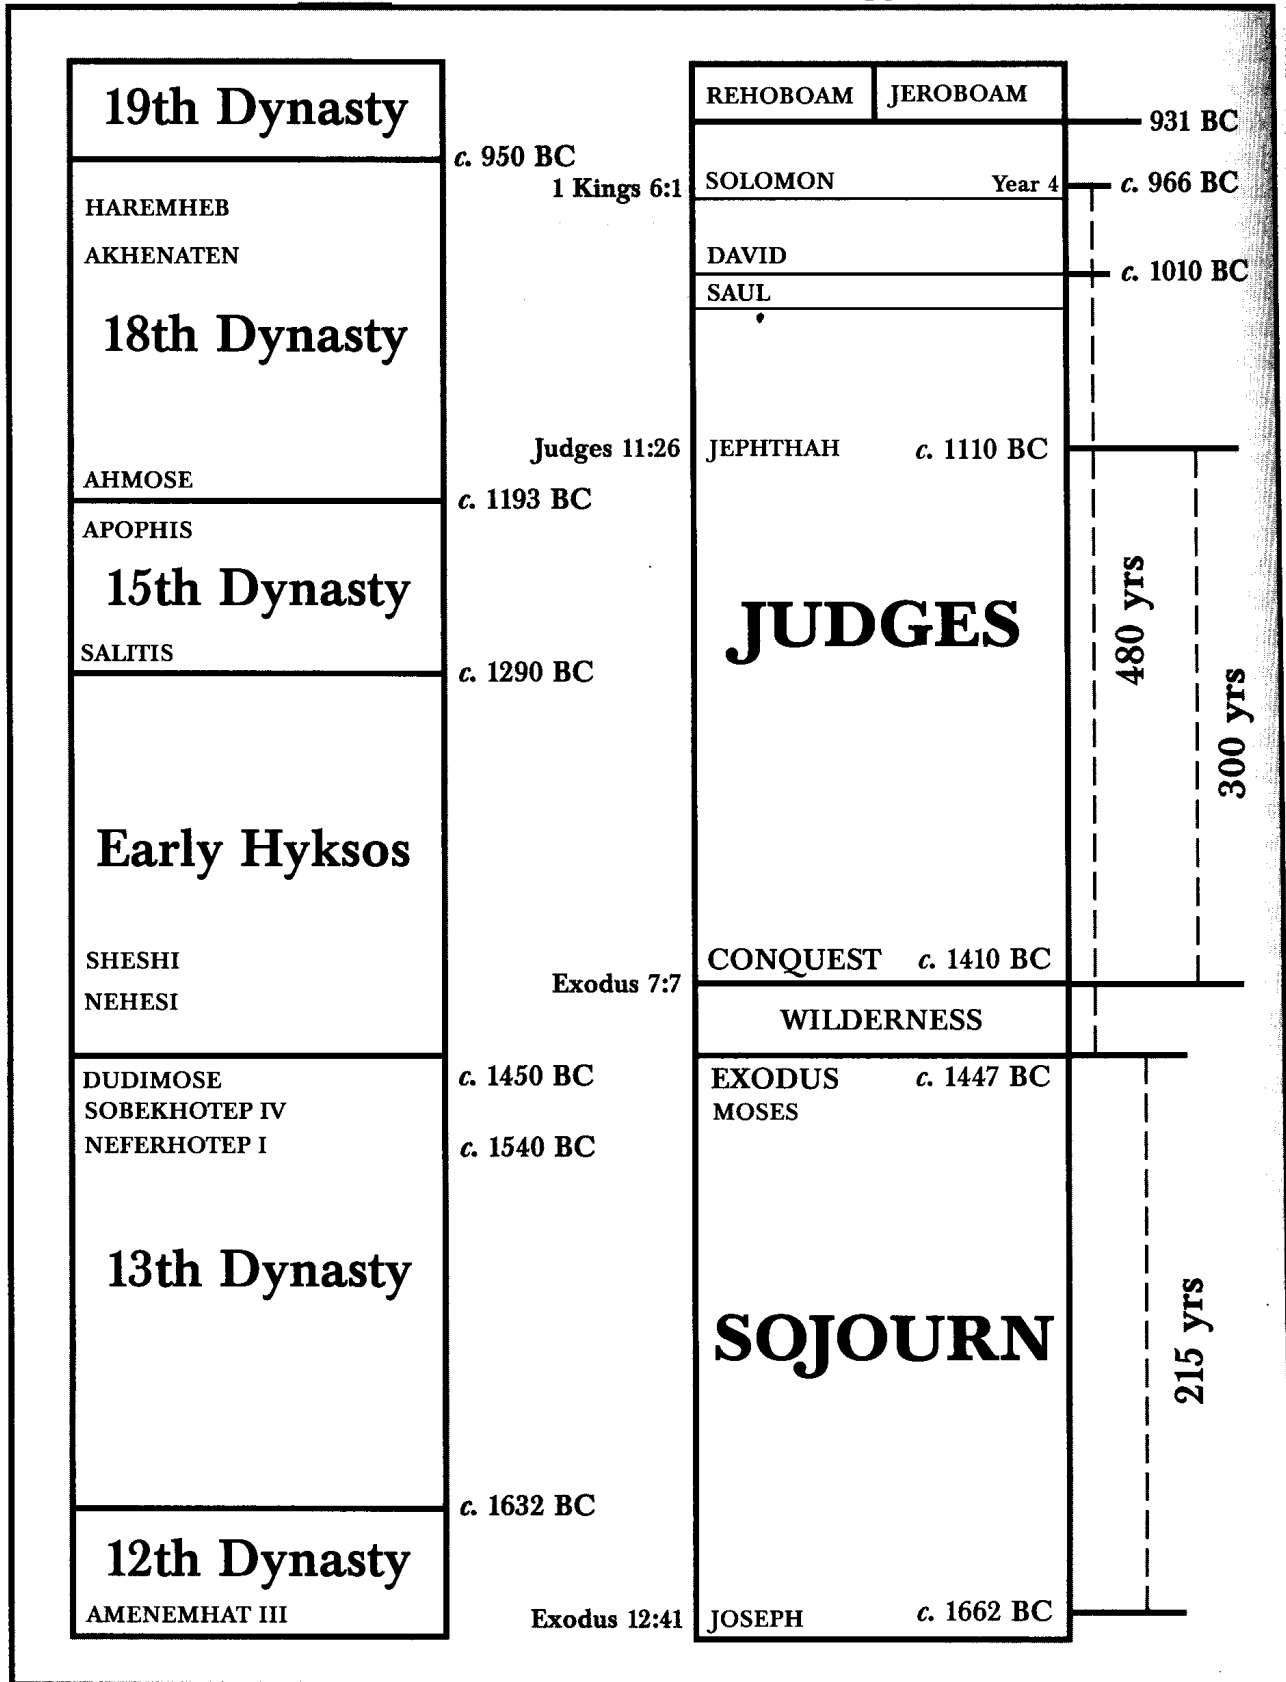 19th Dynasty
c. 950 BC
HAREMHEB
AKHENATEN
18th Dynasty
AHMOSE
c. 1193 BC
APOPHIS
15th Dynasty
SALITIS
c. 1290 BC
Early Hyksos
SHESHI
NEHESI
DUDIMOSE
c. 1450 BC
SOBEKHOTEP IV
NEFERHOTEP I
c. 1540 BC
13th Dynasty
c. 1632 BC
12th Dynasty
AMENEMHAT III
REHOBOAM
JEROBOAM
931 BC
1 Kings 6:1
SOLOMON
Year 4
c. 966 BC
DAVID
c. 1010 BC
SAUL
Judges 11:26
JEPHTHAH
c. 1110 BC
JUDGES
480 yrs
300 yrs
CONQUEST
c. 1410 BC
Exodus 7:7
WILDERNESS
EXODUS
c. 1447 BC
MOSES
SOJOURN
215 yrs
Exodus 12:41
JOSEPH
c. 1662 BC